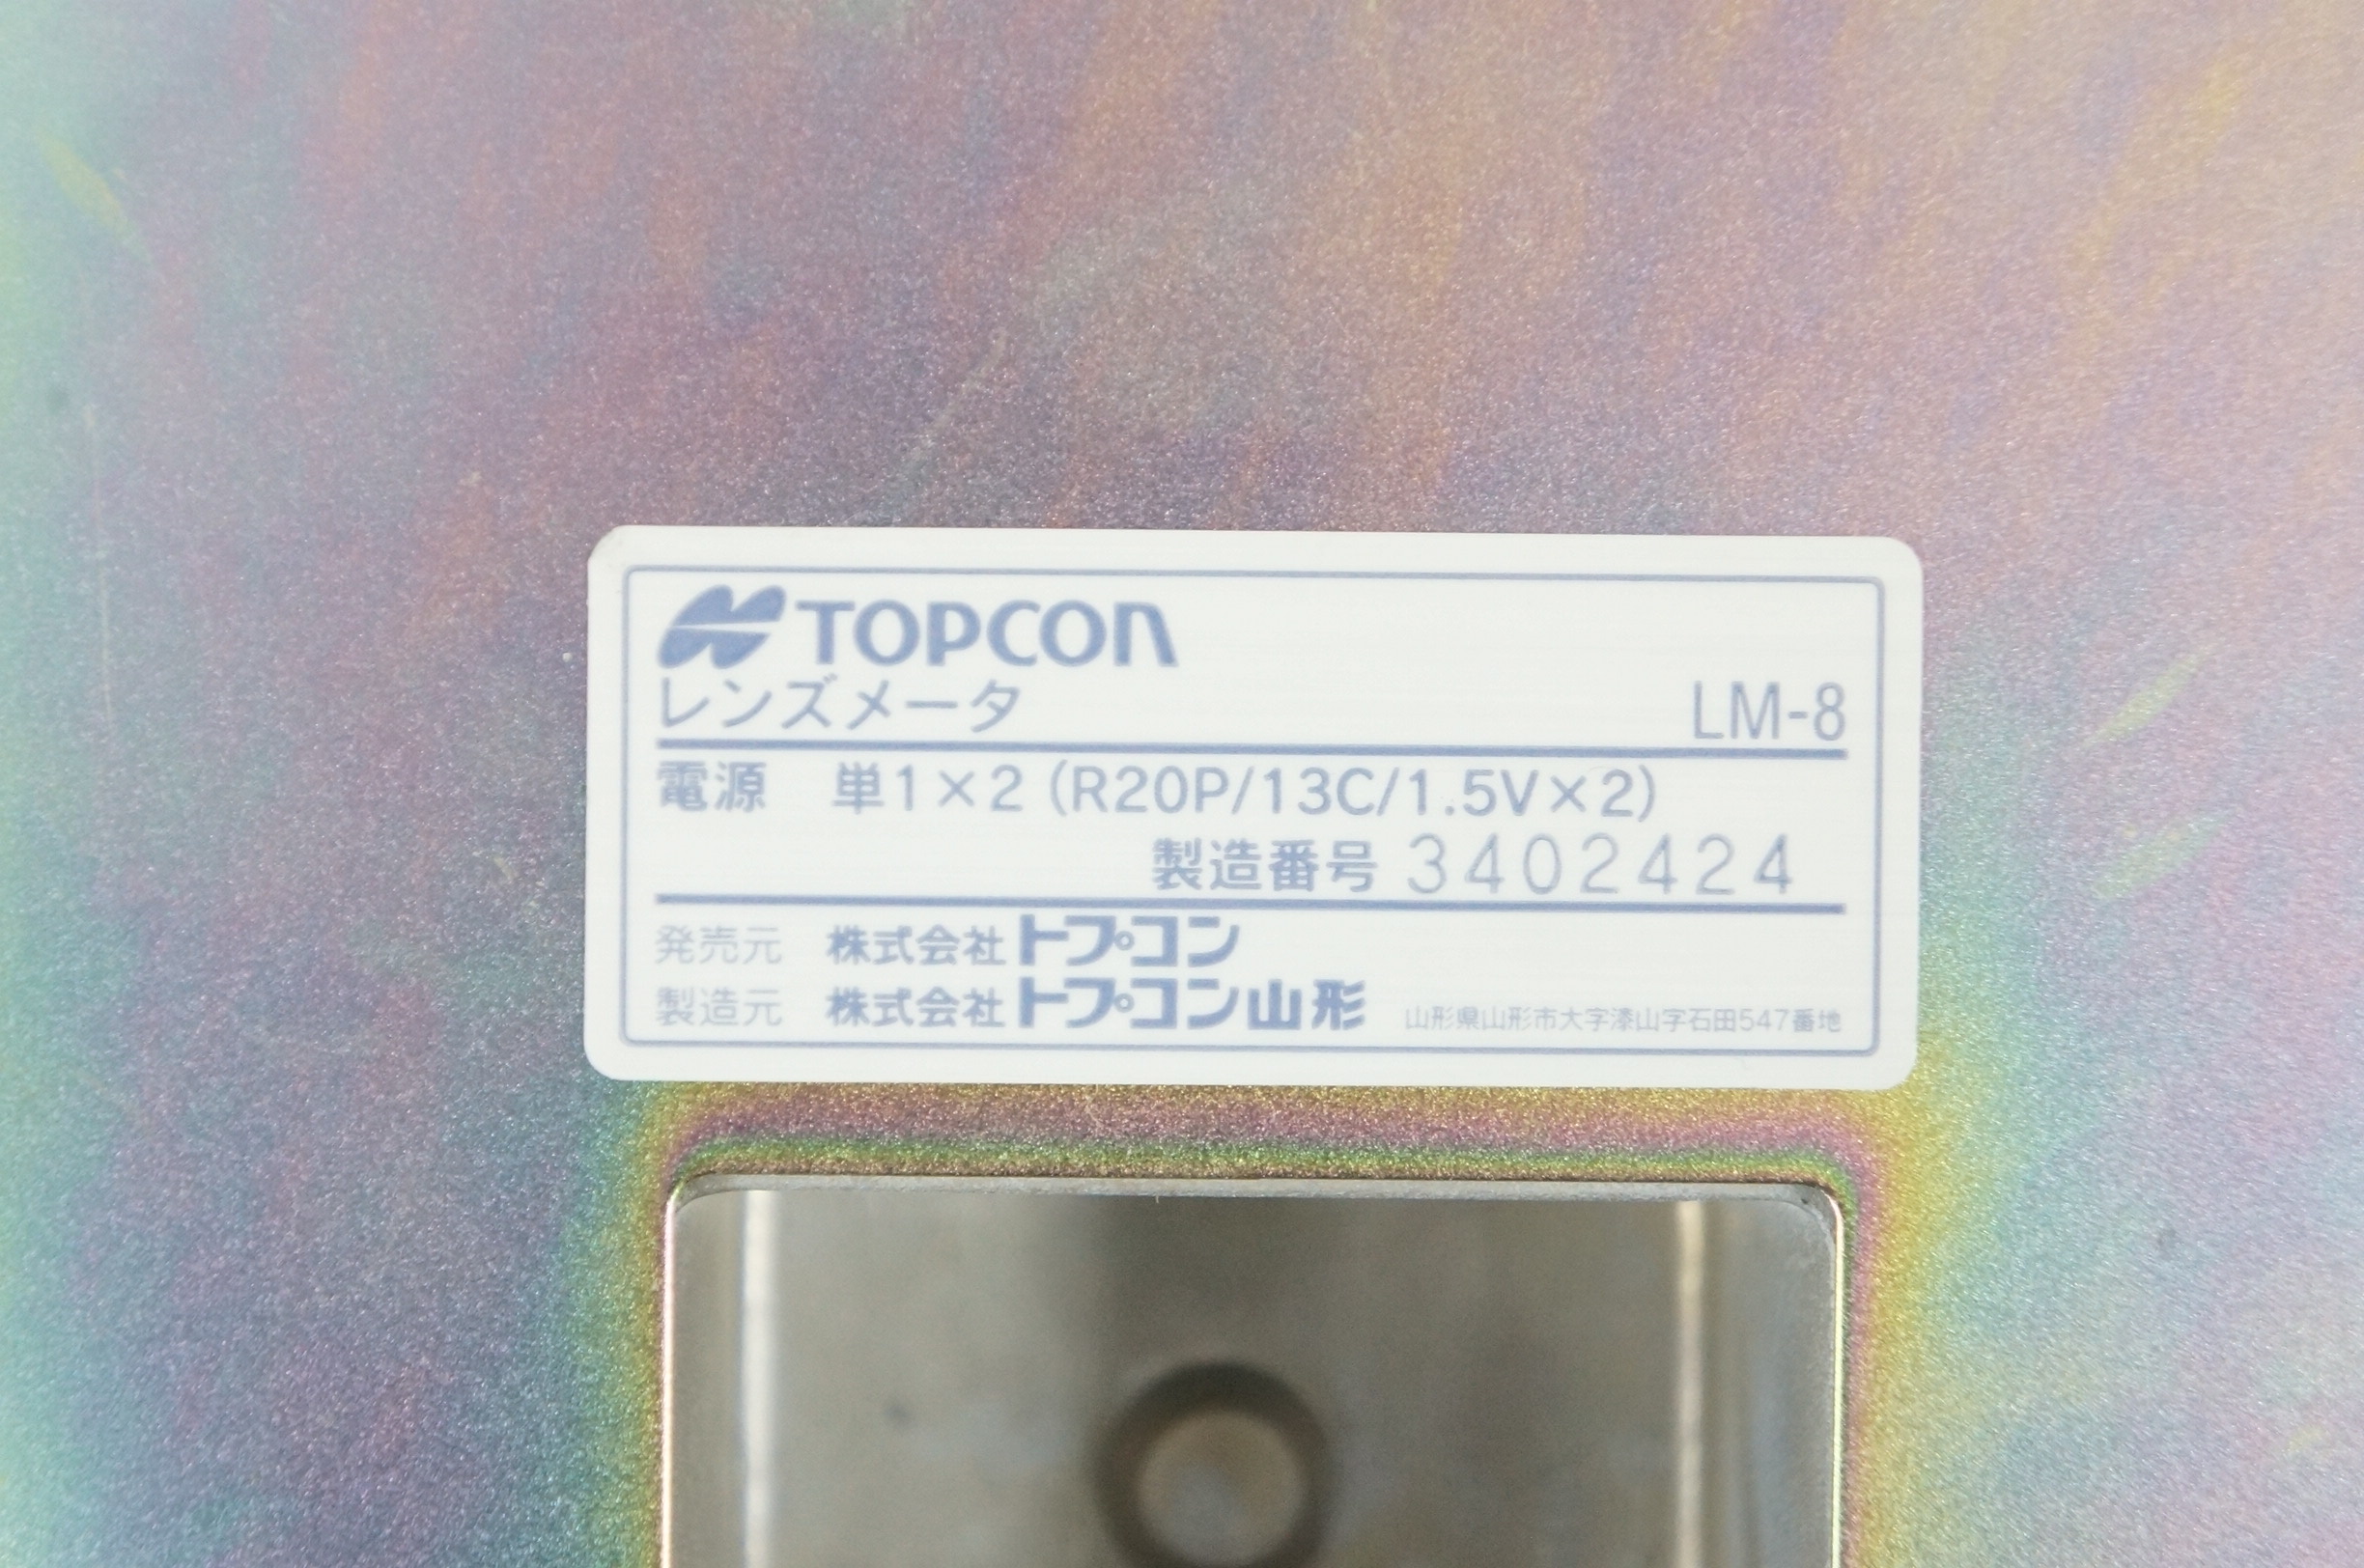 TOPCON
レンズメータ LM-8
電源 単1×2 (R20P/13C/1.5V×2)
製造番号 3402424
発売元 株式会社トプコン
製造元 株式会社トプコン山形 山形県山形市大字漆山字石田547番地